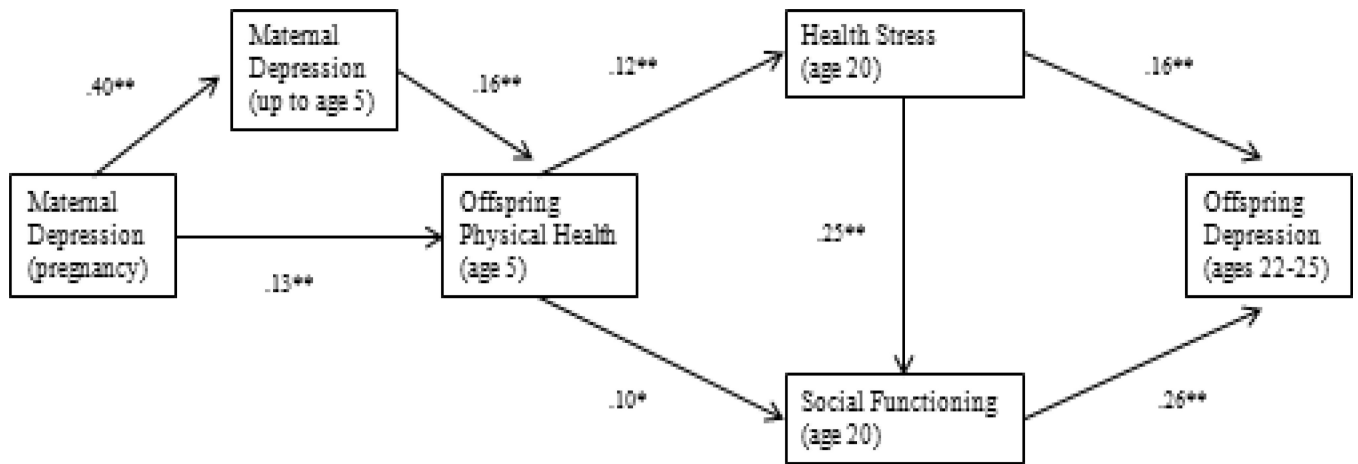 Maternal
Depression
(up to age 5)
Health Stress
(age 20)
.40**
.16**
.12**
.16**
Maternal
Depression
(pregnancy)
Offspring
Physical Health
(age 5)
Offspring
Depression
(ages 22-25)
.25**
.13**
.10*
Social Functioning
(age 20)
.26**